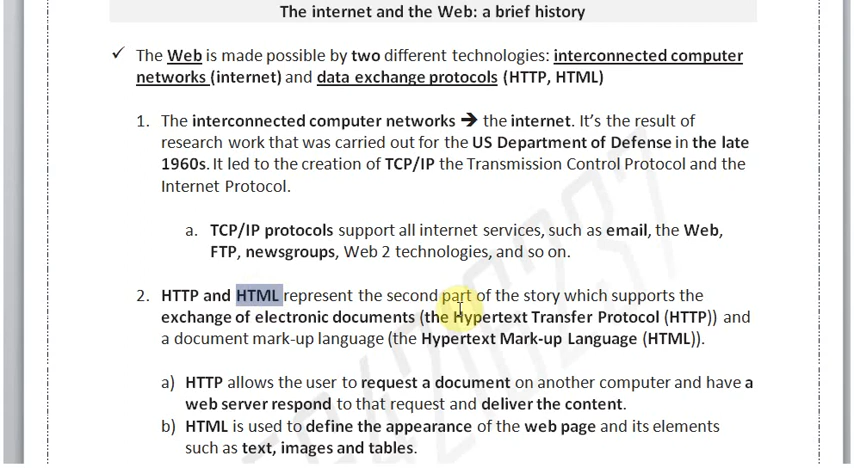 The internet and the Web: a brief history
✓ The Web is made possible by two different technologies: interconnected computer
networks (internet) and data exchange protocols (HTTP, HTML)
1. The interconnected computer networks ➔ the internet. It's the result of
research work that was carried out for the US Department of Defense in the late
1960s. It led to the creation of TCP/IP the Transmission Control Protocol and the
Internet Protocol.
a. TCP/IP protocols support all internet services, such as email, the Web,
FTP, newsgroups, Web 2 technologies, and so on.
2. HTTP and HTML represent the second part of the story which supports the
exchange of electronic documents (the Hypertext Transfer Protocol (HTTP)) and
a document mark-up language (the Hypertext Mark-up Language (HTML)).
a) HTTP allows the user to request a document on another computer and have a
web server respond to that request and deliver the content.
b) HTML is used to define the appearance of the web page and its elements
such as text, images and tables.